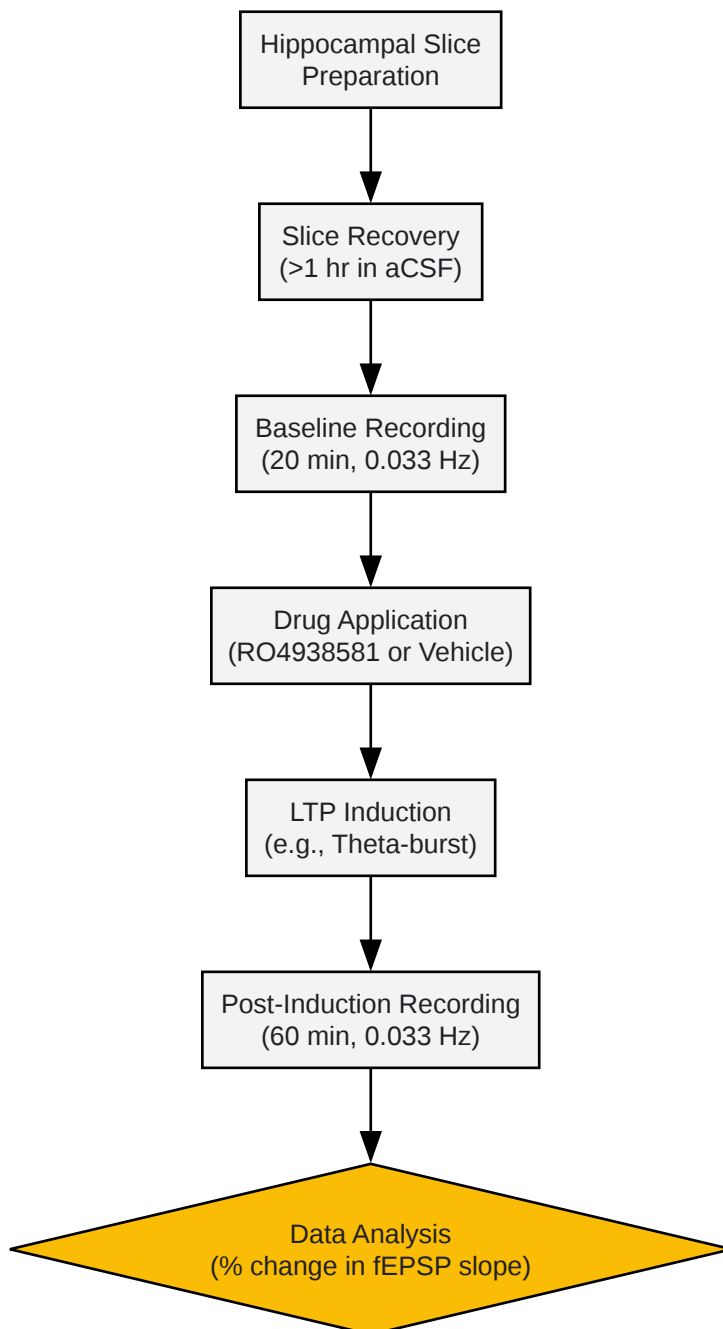 Hippocampal Slice
Preparation
Slice Recovery
(>1 hr in aCSF)
Baseline Recording
(20 min, 0.033 Hz)
Drug Application
(RO4938581 or Vehicle)
LTP Induction
(e.g., Theta-burst)
Post-Induction Recording
(60 min, 0.033 Hz)
Data Analysis
(% change in fEPSP slope)